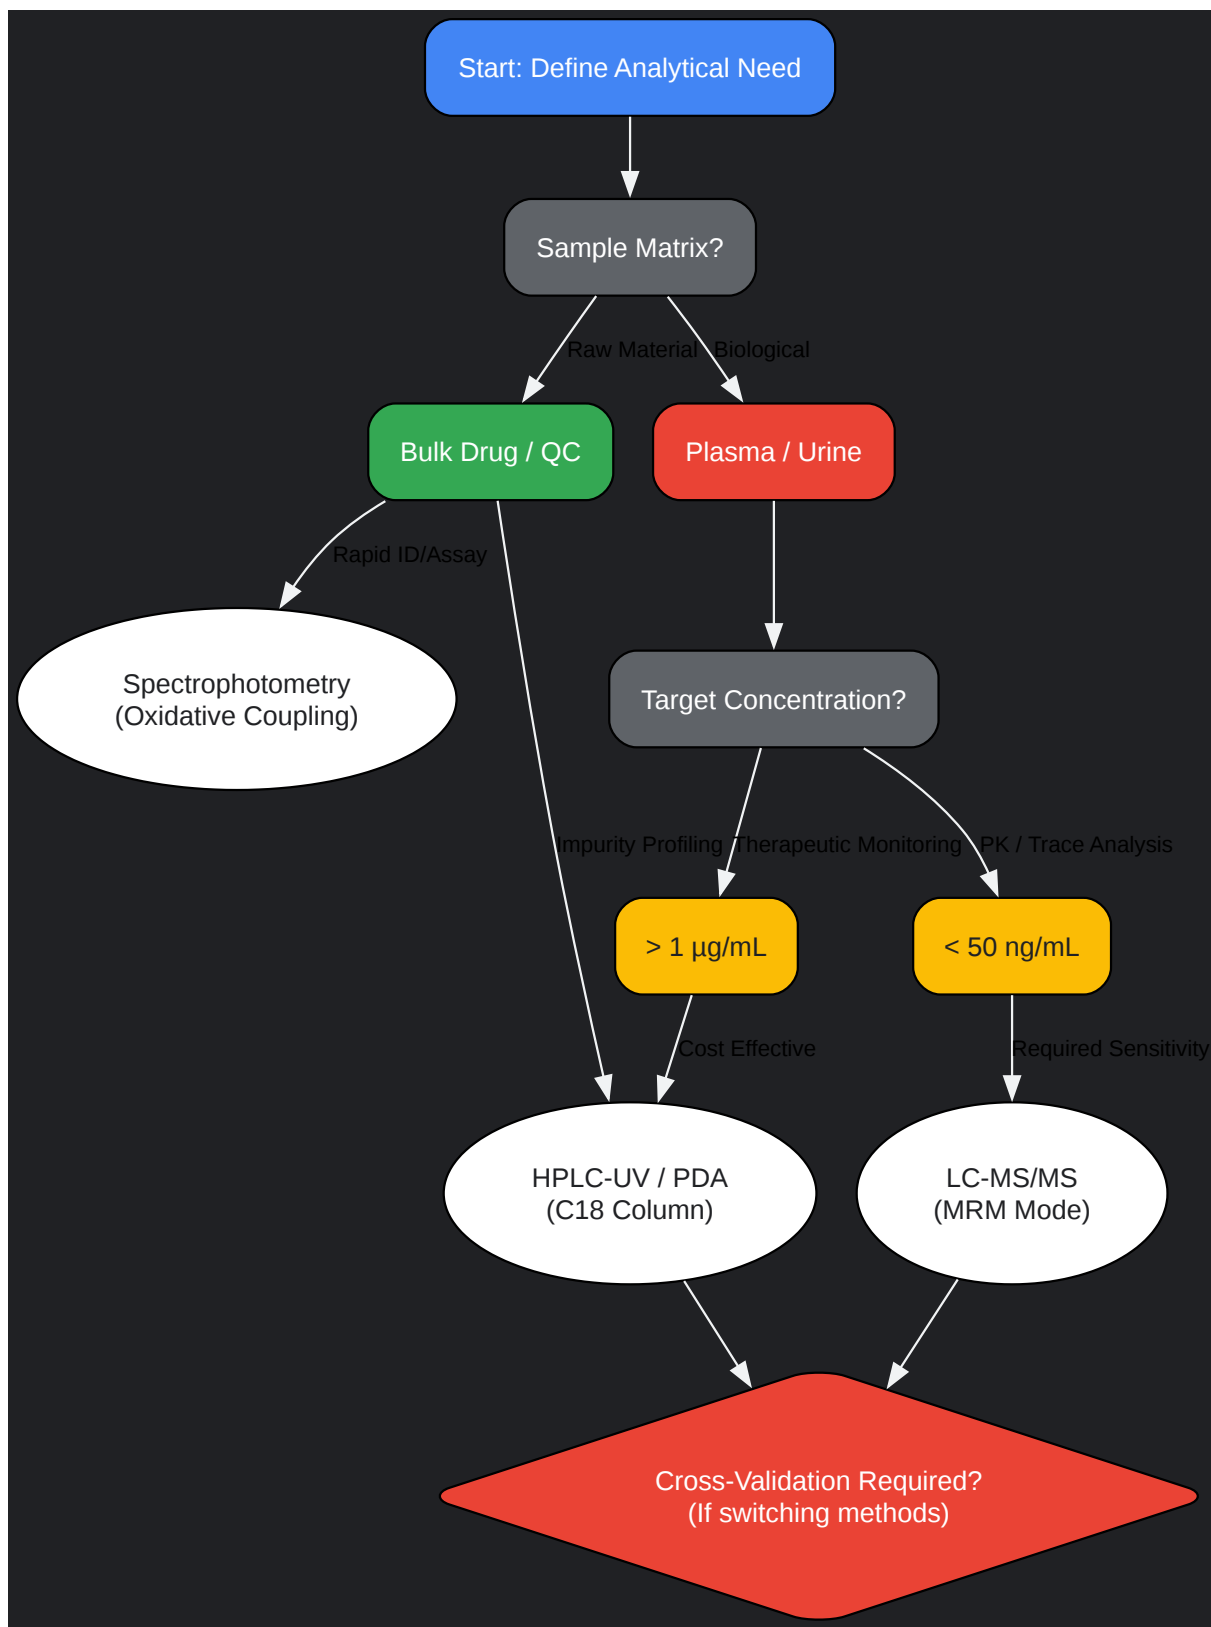 Start: Define Analytical Need
Sample Matrix?
Raw Material
Biological
Bulk Drug / QC
Plasma / Urine
Rapid ID/Assay
Spectrophotometry
(Oxidative Coupling)
Target Concentration?
Impurity Profiling
Therapeutic Monitoring
PK / Trace Analysis
> 1 µg/mL
< 50 ng/mL
Cost Effective
Required Sensitivity
HPLC-UV / PDA
(C18 Column)
LC-MS/MS
(MRM Mode)
Cross-Validation Required?
(If switching methods)